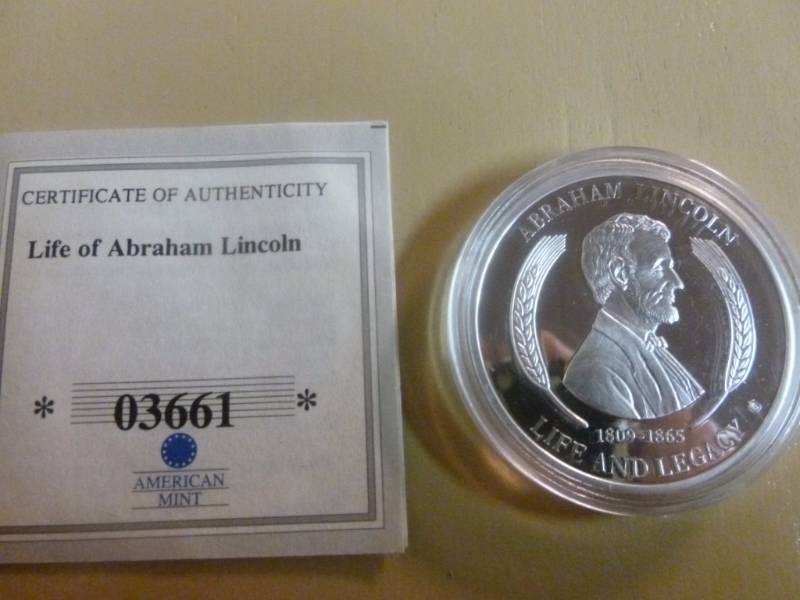 CERTIFICATE OF AUTHENTICITY
Life of Abraham Lincoln
* 03661 *
AMERICAN
MINT
ABRAHAM LINCOLN
1809-1865
LIFE AND LEGACY